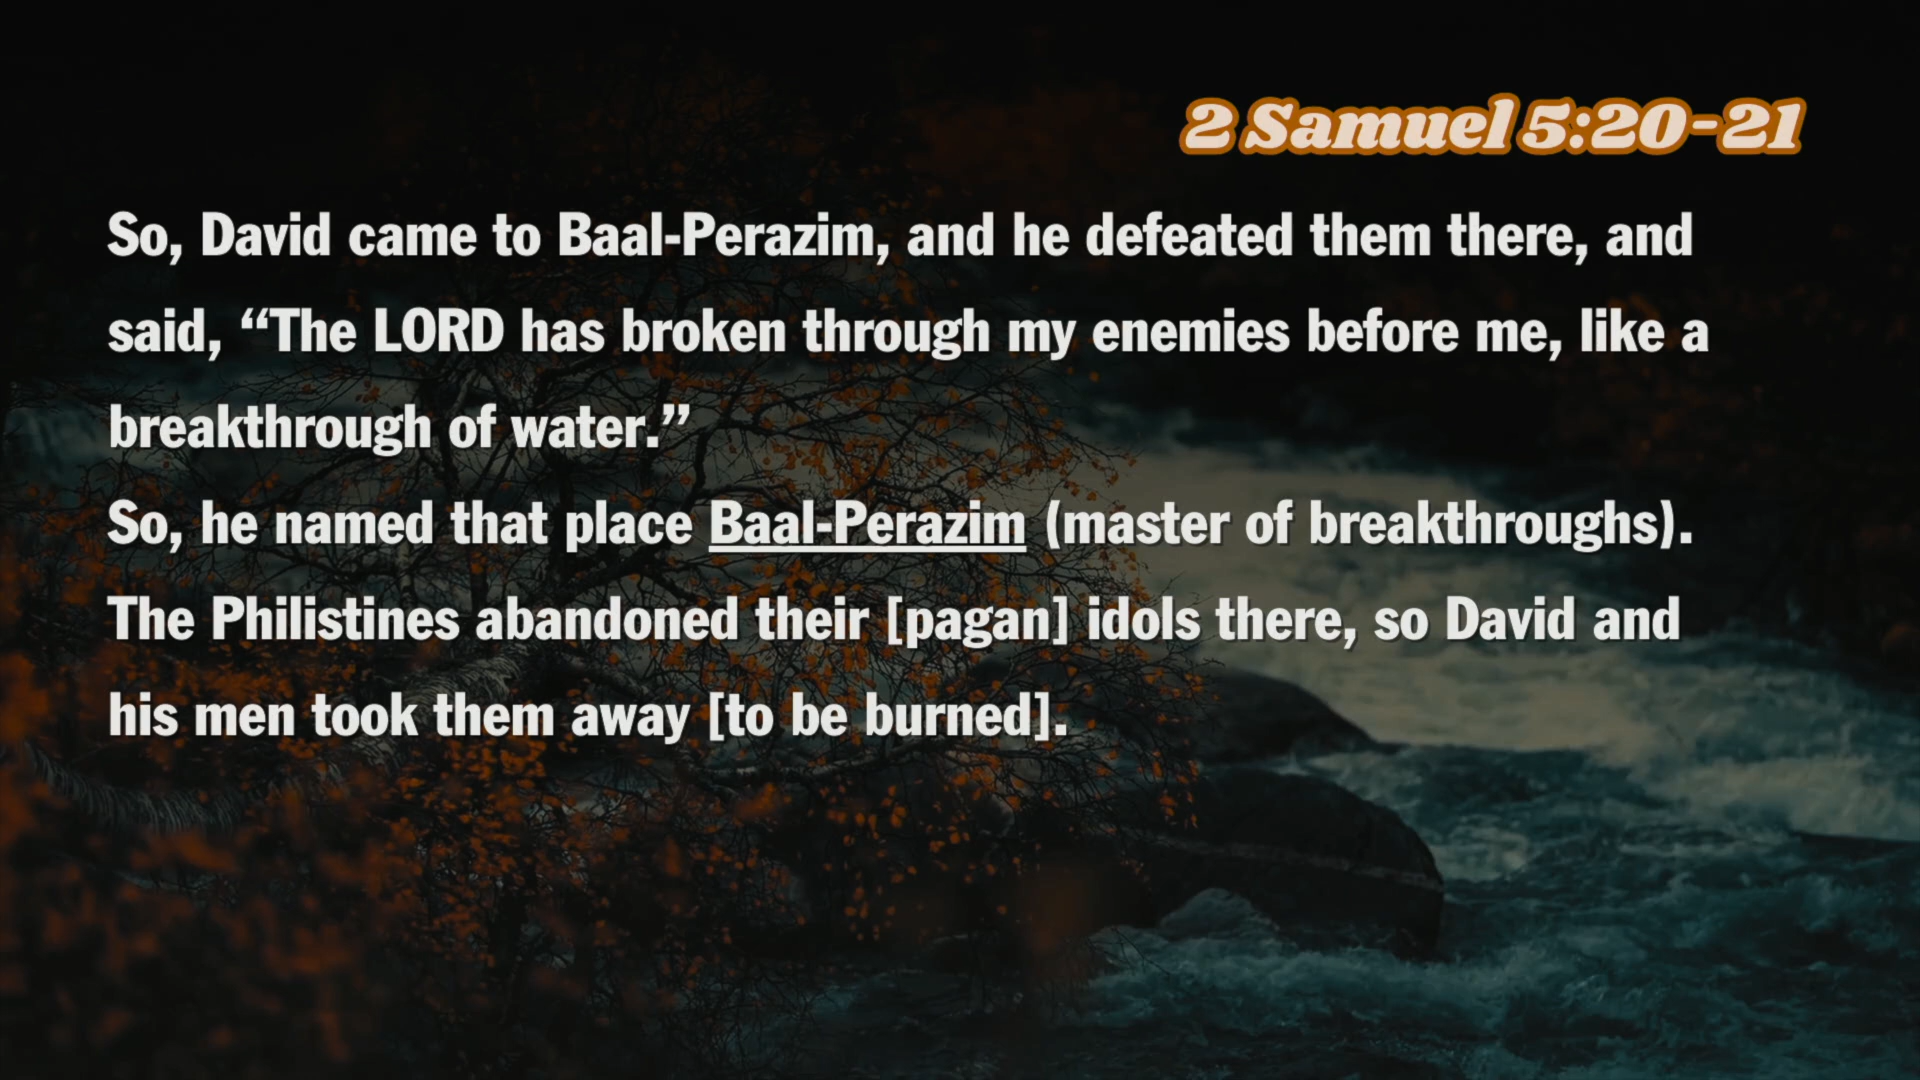 2 Samuel 5:20-21
So, David came to Baal-Perazim, and he defeated them there, and
said, “The LORD has broken through my enemies before me, like a
breakthrough of water.”
So, he named that place Baal-Perazim (master of breakthroughs).
The Philistines abandoned their [pagan] idols there, so David and
his men took them away [to be burned].